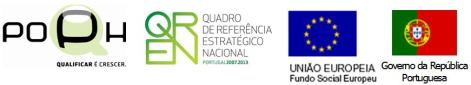 POPH
QUALIFICAR É CRESCER.
QREN
QUADRO
DE REFERÊNCIA
ESTRATÉGICO
NACIONAL
PORTUGAL 2007.2013
UNIÃO EUROPEIA
Fundo Social Europeu
Governo da República
Portuguesa